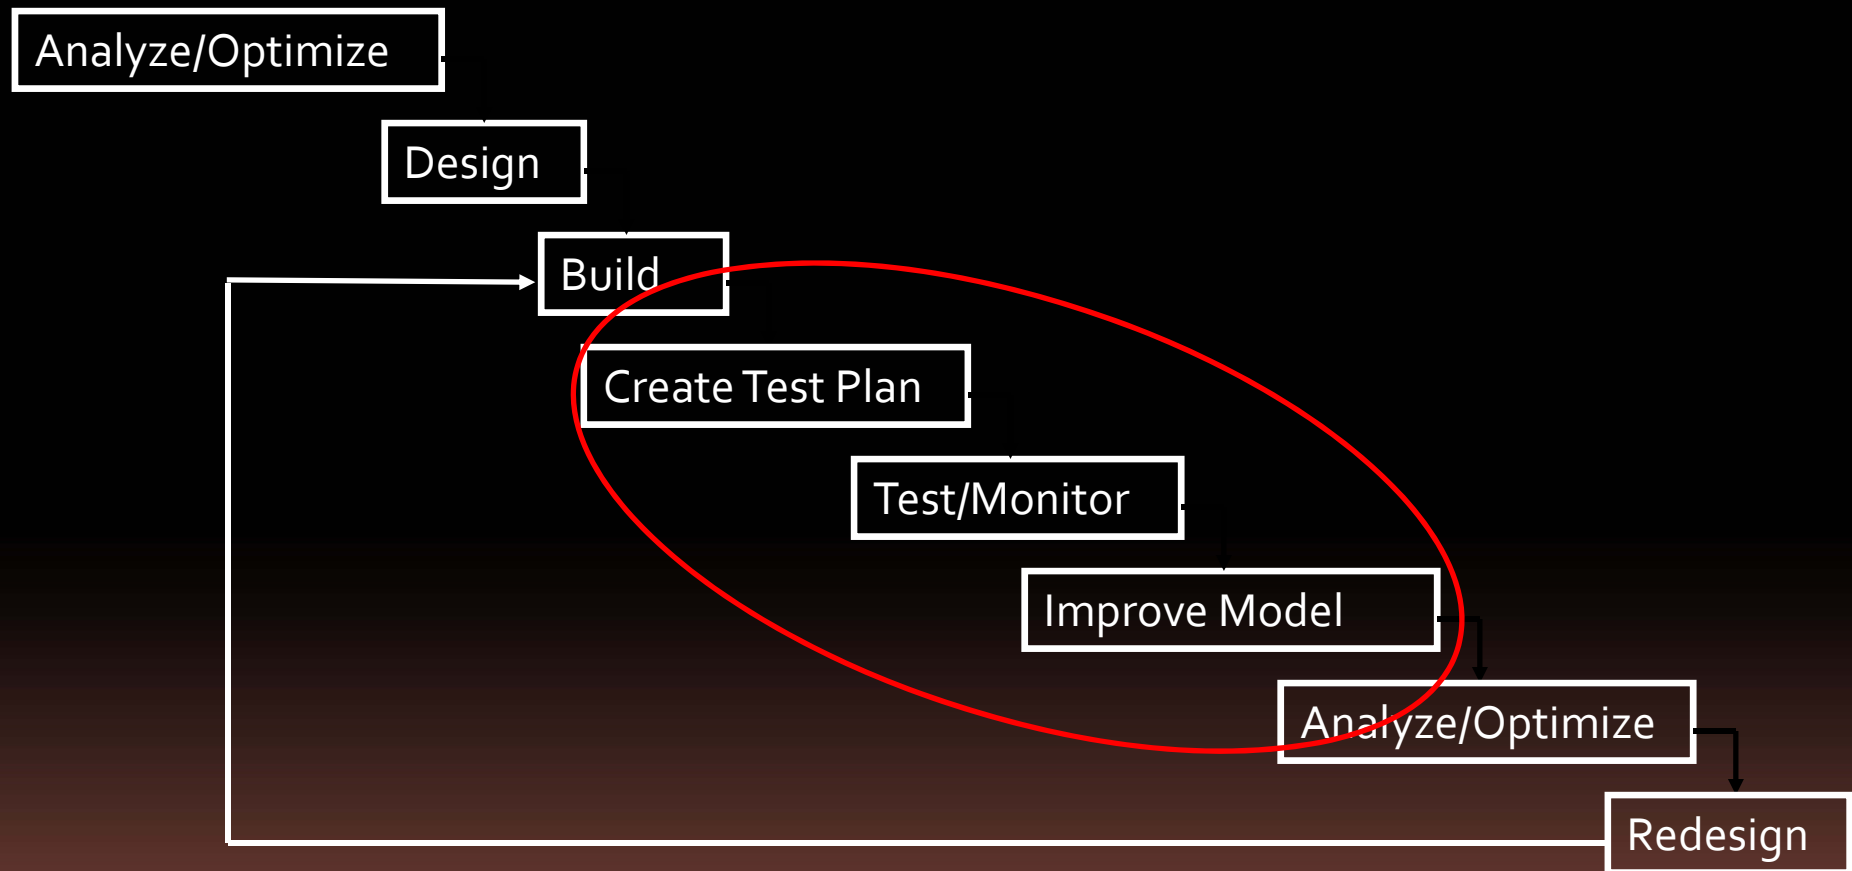 Analyze/Optimize
Design
Build
Create Test Plan
Test/Monitor
Improve Model
Analyze/Optimize
Redesign